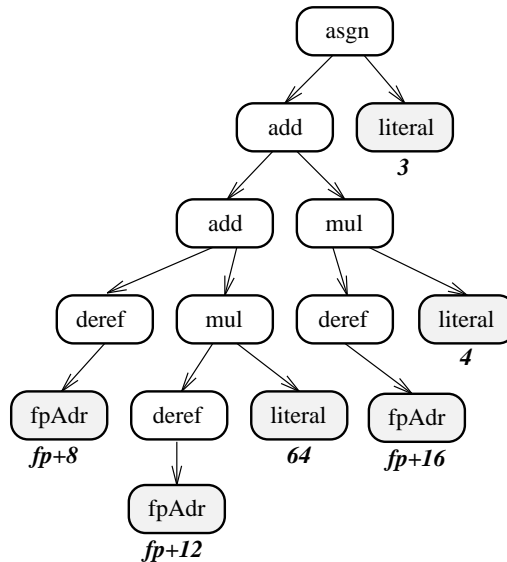 asgn
add literal
3
add mul
deref mul deref literal
4
fpAdr deref literal fpAdr
fp+8 64 fp+16
fpAdr
fp+12